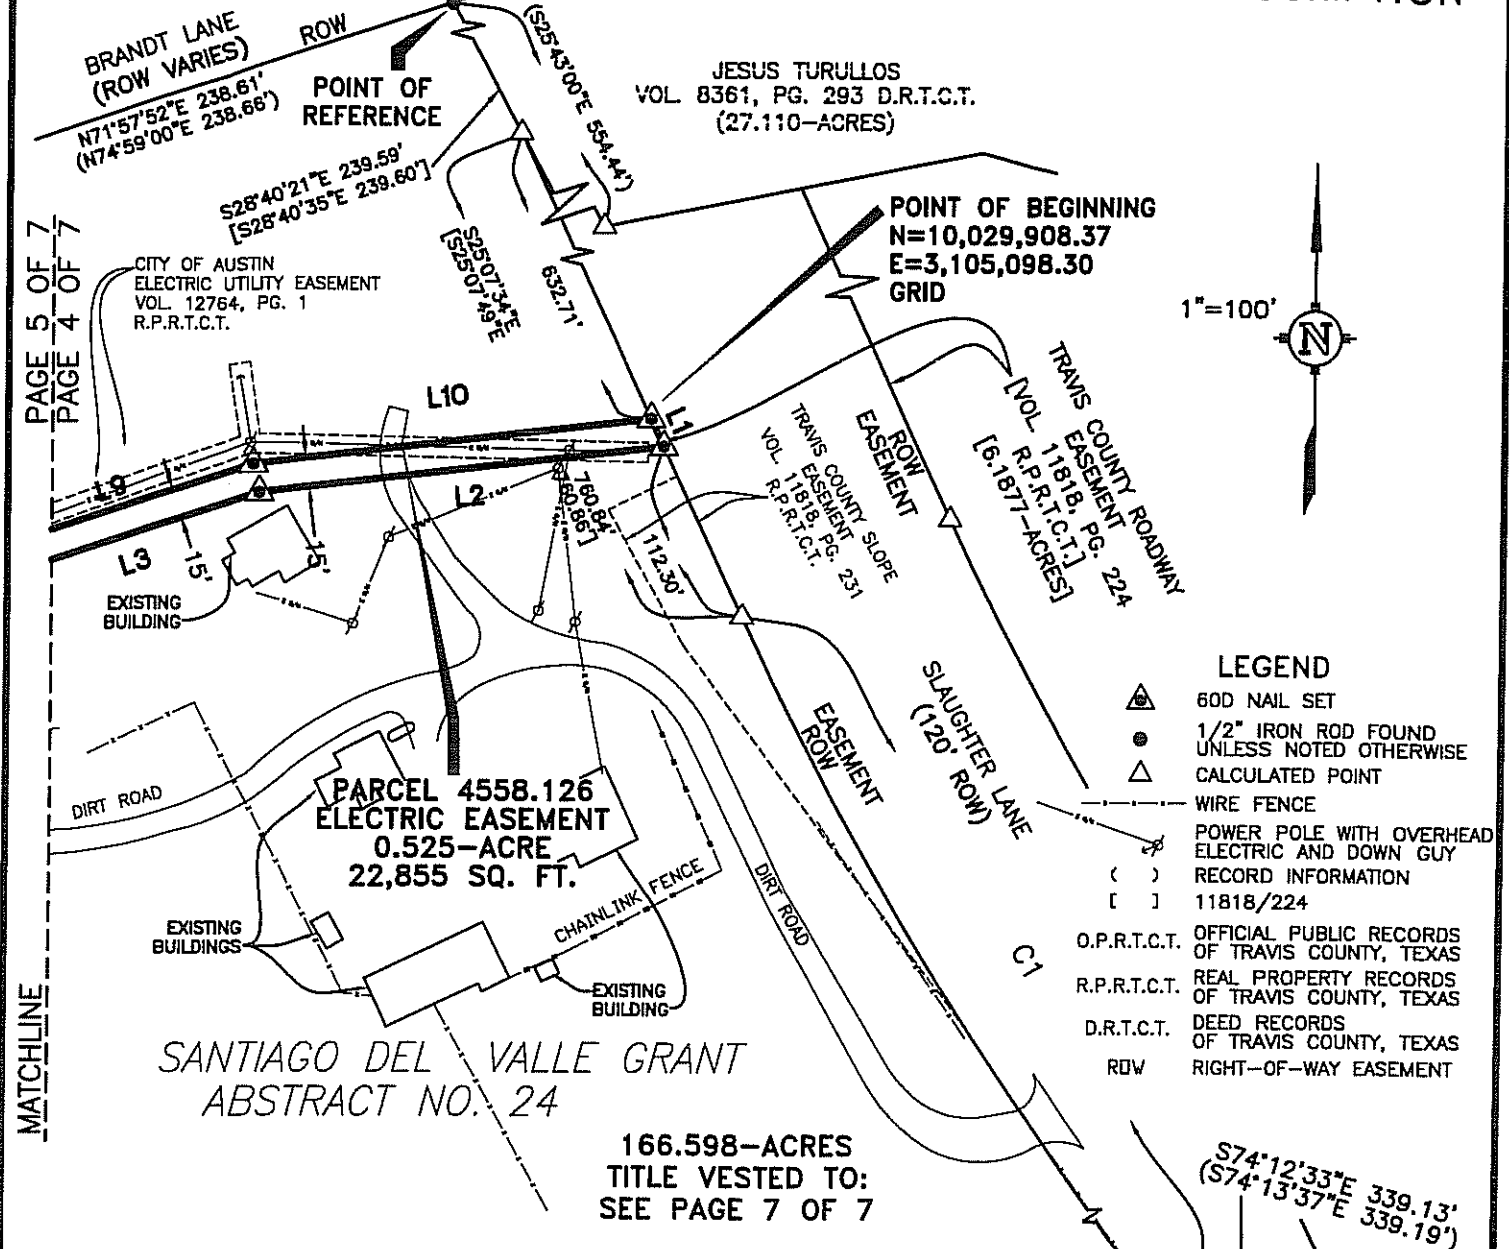 BRANDT LANE
(ROW VARIES)
ROW
N71°57'52"E 238.61'
(N74°59'00"E 238.66')
POINT OF
REFERENCE
(S25°43'00"E 554.44')
JESUS TURULLOS
VOL. 8361, PG. 293 D.R.T.C.T.
(27.110-ACRES)
S28°40'21"E 239.59'
[S28°40'35"E 239.60']
S25°07'34"E
[S25°07'49"E
632.71'
POINT OF BEGINNING
N=10,029,908.37
E=3,105,098.30
GRID
1"=100'
N
PAGE 5 OF 7
PAGE 4 OF 7
CITY OF AUSTIN
ELECTRIC UTILITY EASEMENT
VOL. 12764, PG. 1
R.P.R.T.C.T.
L10
L1
L9
L2
L3
15'
15'
760.84'
760.86']
112.30'
TRAVIS COUNTY SLOPE
EASEMENT
VOL. 11818, PG. 231
R.P.R.T.C.T.
ROW
EASEMENT
TRAVIS COUNTY ROADWAY
EASEMENT
[VOL. 11818, PG. 224
R.P.R.T.C.T.]
[6.1877-ACRES]
EXISTING
BUILDING
SLAUGHTER LANE
(120' ROW)
EASEMENT
ROW
LEGEND
60D NAIL SET
1/2" IRON ROD FOUND
UNLESS NOTED OTHERWISE
CALCULATED POINT
WIRE FENCE
POWER POLE WITH OVERHEAD
ELECTRIC AND DOWN GUY
( ) RECORD INFORMATION
[ ] 11818/224
O.P.R.T.C.T. OFFICIAL PUBLIC RECORDS
OF TRAVIS COUNTY, TEXAS
R.P.R.T.C.T. REAL PROPERTY RECORDS
OF TRAVIS COUNTY, TEXAS
D.R.T.C.T. DEED RECORDS
OF TRAVIS COUNTY, TEXAS
ROW RIGHT-OF-WAY EASEMENT
DIRT ROAD
PARCEL 4558.126
ELECTRIC EASEMENT
0.525-ACRE
22,855 SQ. FT.
EXISTING
BUILDINGS
CHAINLINK FENCE
DIRT ROAD
EXISTING
BUILDING
C1
MATCHLINE
SANTIAGO DEL VALLE GRANT
ABSTRACT NO. 24
166.598-ACRES
TITLE VESTED TO:
SEE PAGE 7 OF 7
S74°12'33"E 339.13'
(S74°13'37"E 339.19')